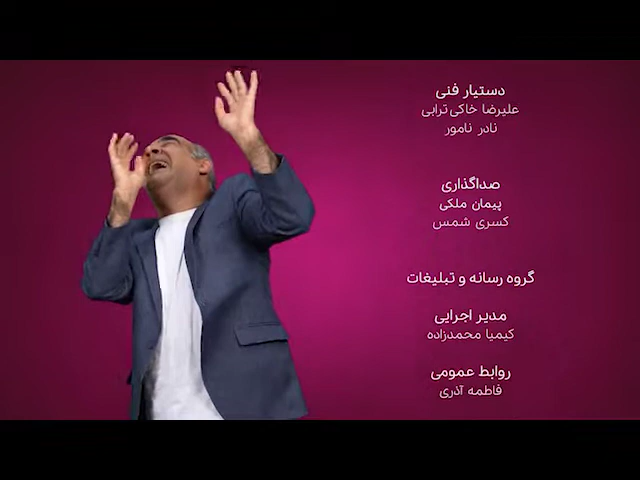 دستیار فنی
علیرضا خاکی‌ترابی
نادر نامور
صداگذاری
پیمان ملکی
کسری شمس
گروه رسانه و تبلیغات
مدیر اجرایی
کیمیا محمدزاده
روابط عمومی
فاطمه آذری